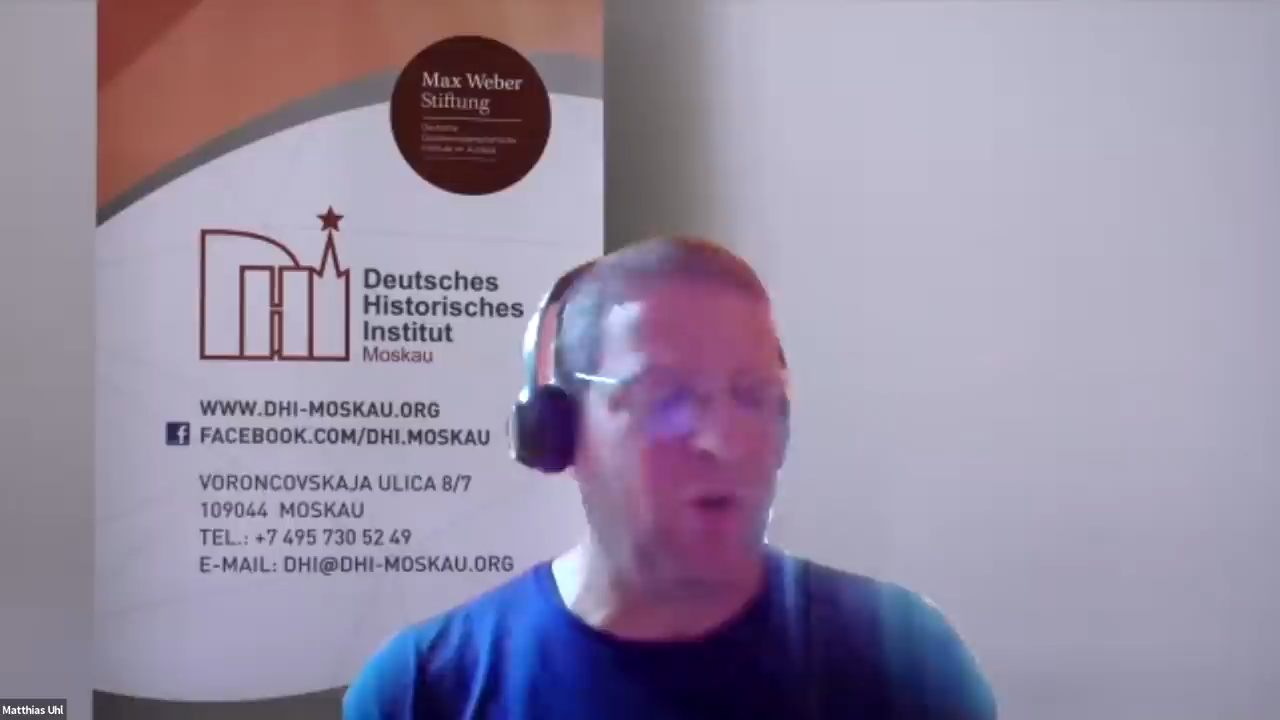 Max Weber
Stiftung
Deutsches
Historisches
Institut
Moskau
WWW.DHI-MOSKAU.ORG
f FACEBOOK.COM/DHI.MOSKAU
VORONCOVSKAJA ULICA 8/7
109044 MOSKAU
TEL.: +7 495 730 52 49
E-MAIL: DHI@DHI-MOSKAU.ORG
Matthias Uhl